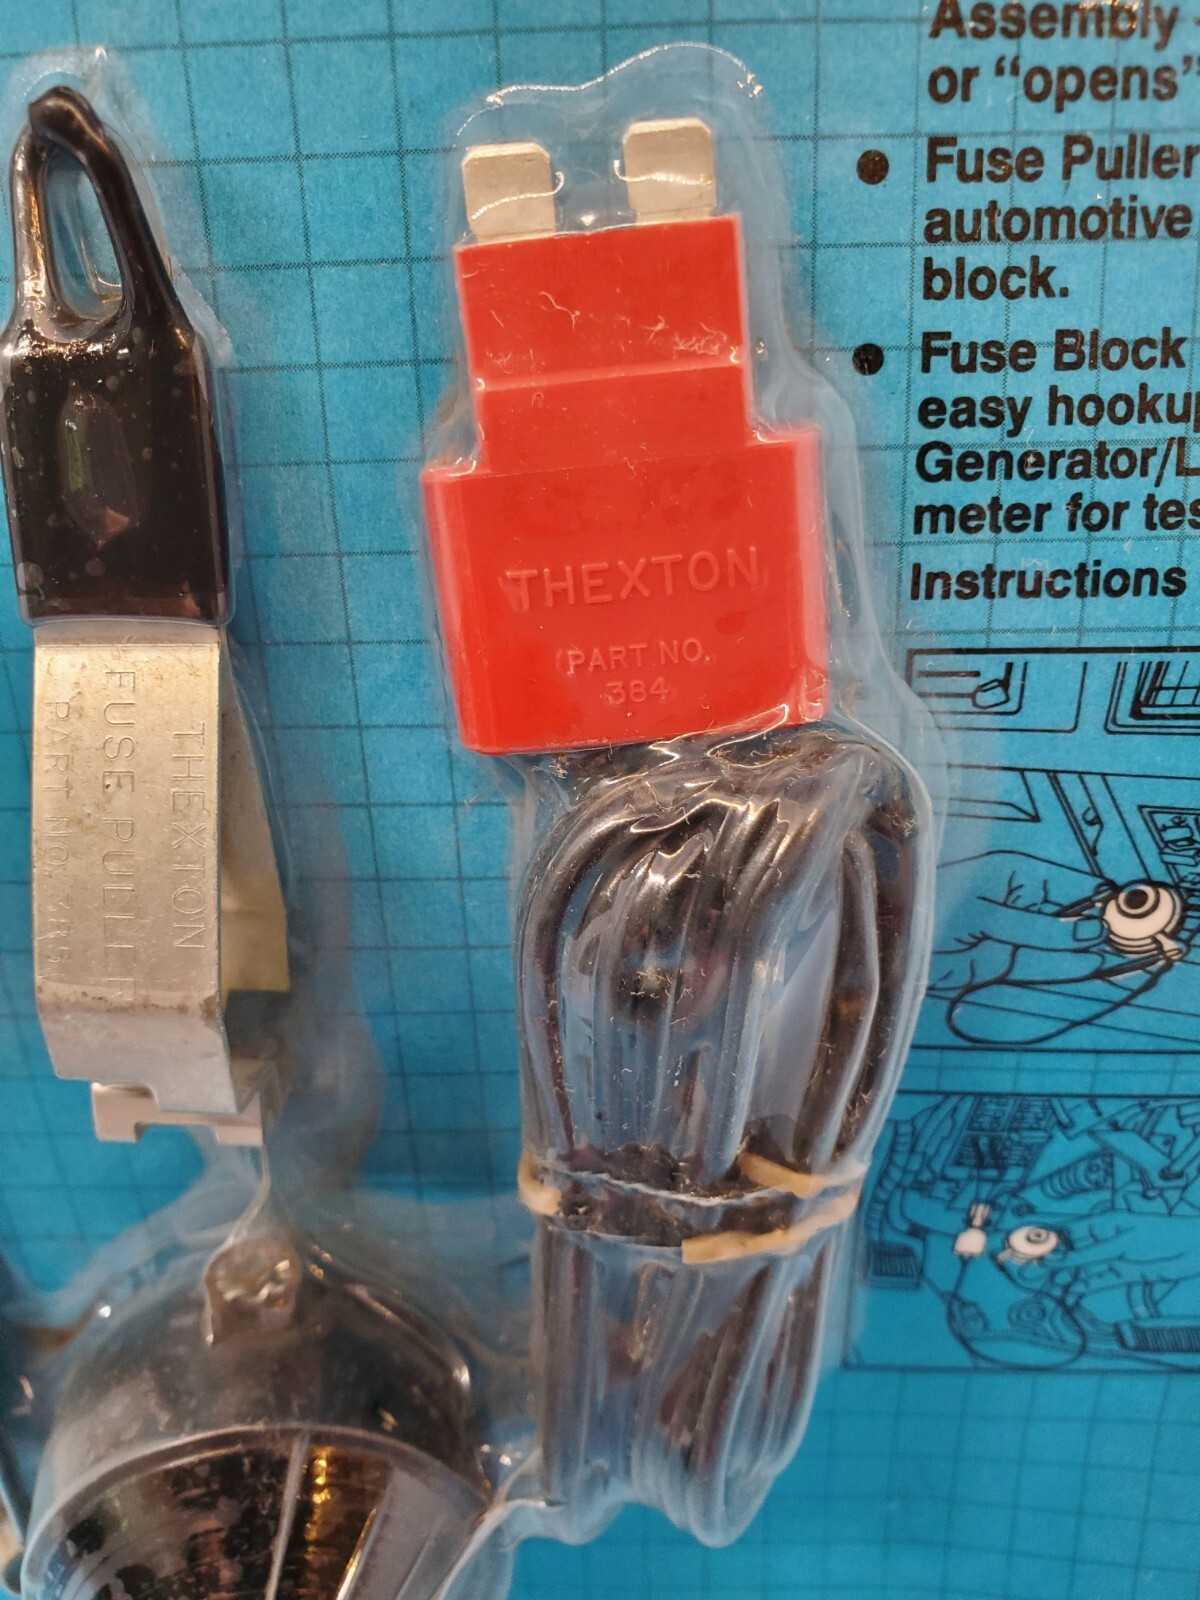 Assembly
or “opens”
● Fuse Puller
automotive
block.
● Fuse Block
easy hooku
Generator/L
meter for tes
Instructions
THEXTON
PART NO.
384
THEXTON
FUSE PULLER
PART NO.